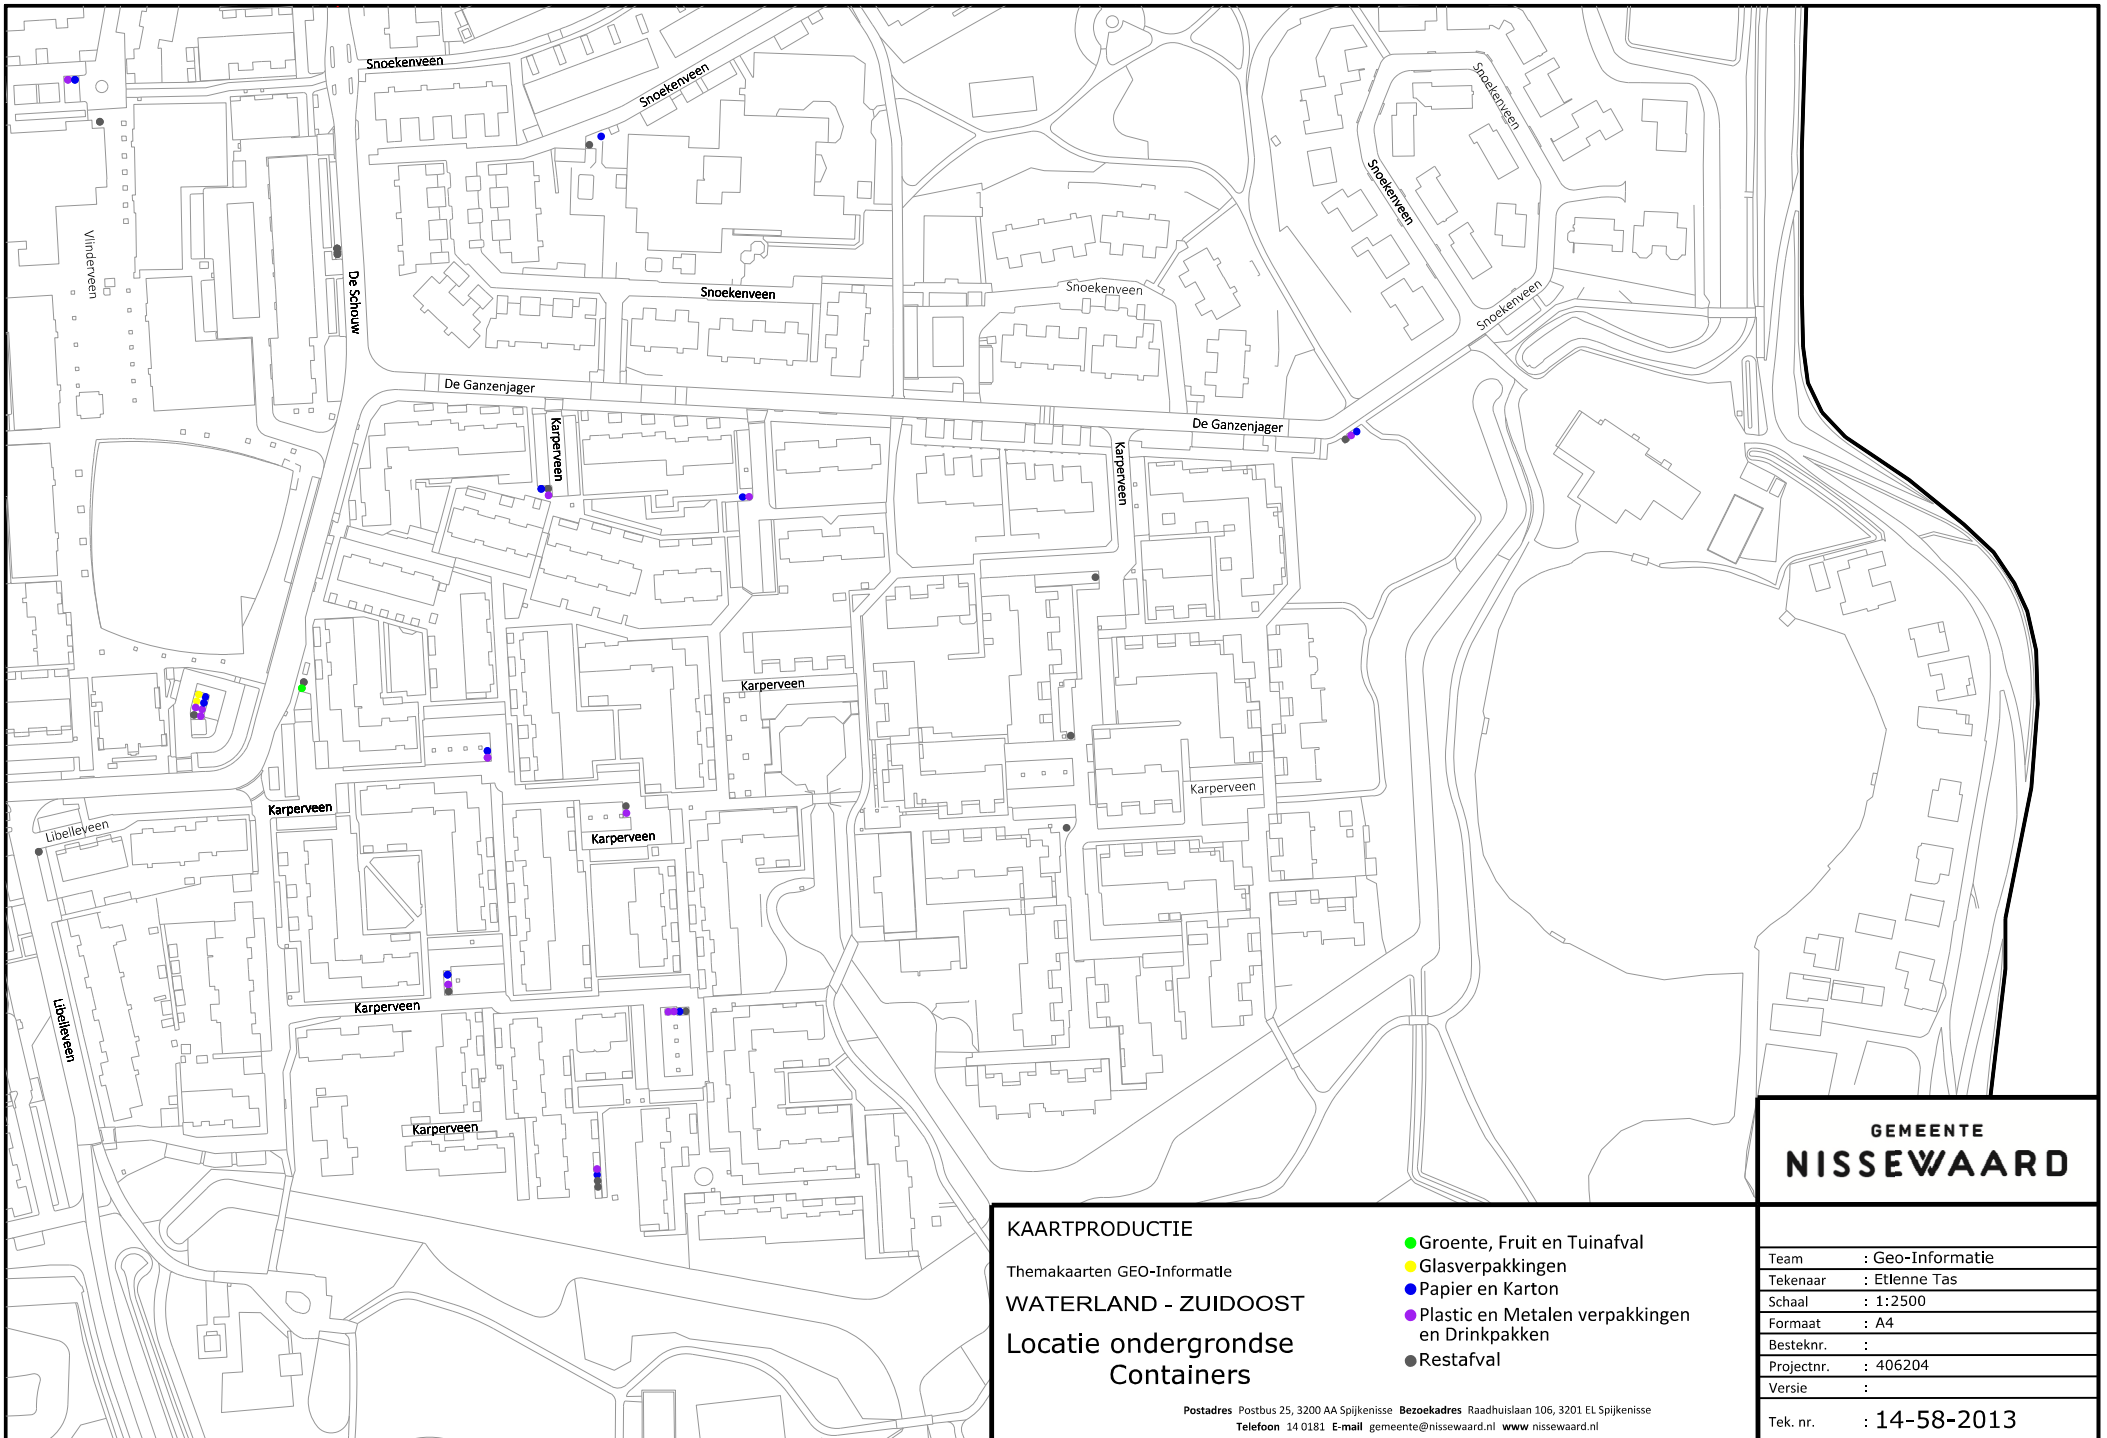 Snoekenveen
Snoekenveen
Snoekenveen
Snoekenveen
Vlinderveen
De Schouw
Snoekenveen
Snoekenveen
Snoekenveen
De Ganzenjager
De Ganzenjager
Karperveen
Karperveen
Karperveen
Karperveen
Karperveen
Karperveen
Libelleveen
Libelleveen
Karperveen
Karperveen
GEMEENTE
NISSEWAARD
KAARTPRODUCTIE
Themakaarten GEO-Informatie
WATERLAND - ZUIDOOST
Locatie ondergrondse
Containers
Groente, Fruit en Tuinafval
Glasverpakkingen
Papier en Karton
Plastic en Metalen verpakkingen
en Drinkpakken
Restafval
Postadres Postbus 25, 3200 AA Spijkenisse Bezoekadres Raadhuislaan 106, 3201 EL Spijkenisse
Telefoon 14 0181 E-mail gemeente@nissewaard.nl www nissewaard.nl
Team : Geo-Informatie
Tekenaar : Etienne Tas
Schaal : 1:2500
Formaat : A4
Besteknr. :
Projectnr. : 406204
Versie :
Tek. nr. : 14-58-2013